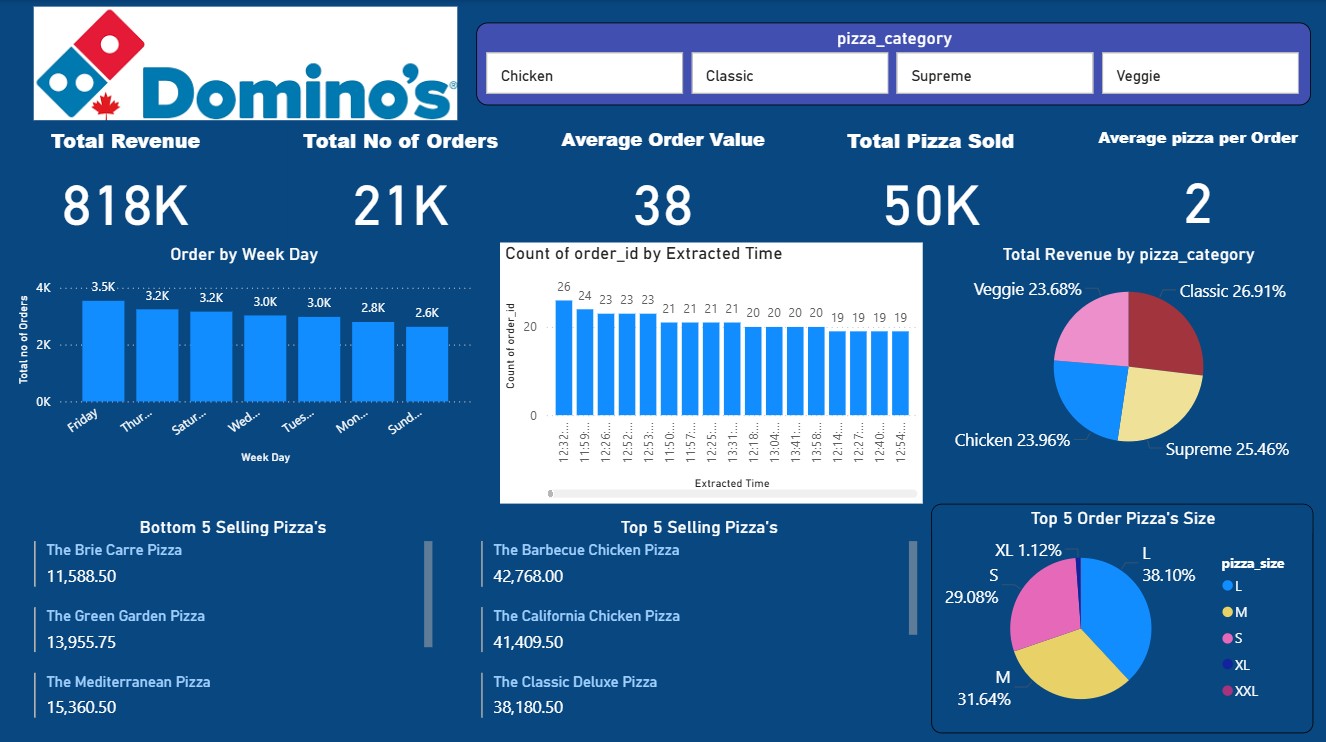 Domino's®
pizza_category
Chicken
Classic
Supreme
Veggie
Total Revenue
Total No of Orders
Average Order Value
Total Pizza Sold
Average pizza per Order
818K
21K
38
50K
2
Order by Week Day
Total no of Orders
4K
2K
0K
3.5K
3.2K
3.2K
3.0K
3.0K
2.8K
2.6K
Friday
Thur...
Satur...
Wed...
Tues...
Mon...
Sund...
Week Day
Count of order_id by Extracted Time
Count of order_id
20
0
26
24
23
23
23
21
21
21
21
20
20
20
20
19
19
19
19
12:32:...
11:59:...
12:26:...
12:52:...
12:53:...
11:50:...
11:57:...
12:25:...
13:31:...
12:18:...
13:04:...
13:41:...
13:58:...
12:14:...
12:27:...
12:40:...
12:54:...
Extracted Time
Total Revenue by pizza_category
Veggie 23.68%
Classic 26.91%
Chicken 23.96%
Supreme 25.46%
Bottom 5 Selling Pizza's
The Brie Carre Pizza
11,588.50
The Green Garden Pizza
13,955.75
The Mediterranean Pizza
15,360.50
Top 5 Selling Pizza's
The Barbecue Chicken Pizza
42,768.00
The California Chicken Pizza
41,409.50
The Classic Deluxe Pizza
38,180.50
Top 5 Order Pizza's Size
XL 1.12%
L
38.10%
S
29.08%
M
31.64%
pizza_size
L
M
S
XL
XXL